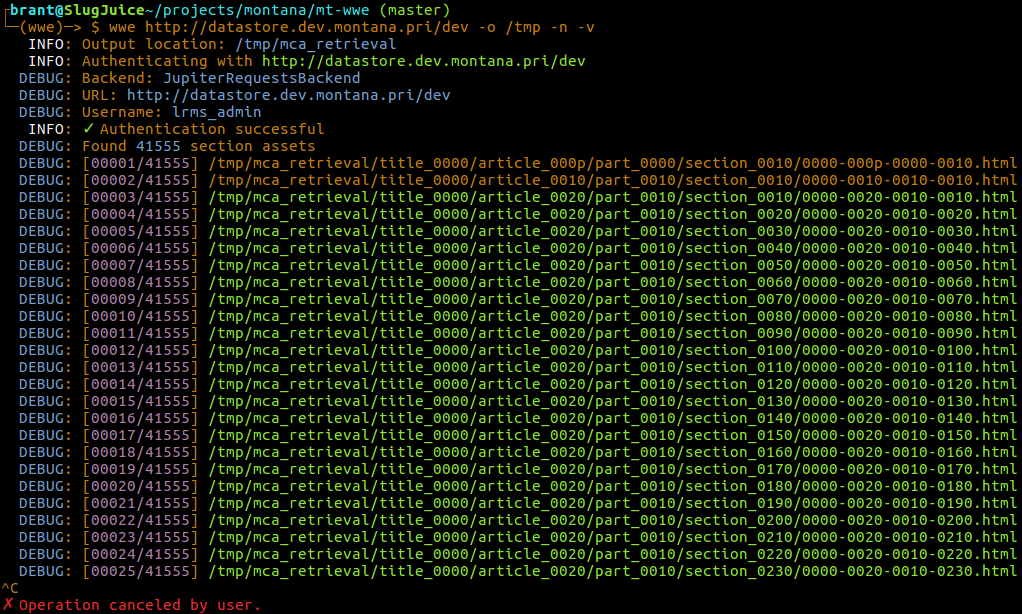 ┌brant@SlugJuice~/projects/montana/mt-wwe (master)
└─(wwe)─> $ wwe http://datastore.dev.montana.pri/dev -o /tmp -n -v
INFO: Output location: /tmp/mca_retrieval
INFO: Authenticating with http://datastore.dev.montana.pri/dev
DEBUG: Backend: JupiterRequestsBackend
DEBUG: URL: http://datastore.dev.montana.pri/dev
DEBUG: Username: lrms_admin
INFO: ✓ Authentication successful
DEBUG: Found 41555 section assets
DEBUG: [00001/41555] /tmp/mca_retrieval/title_0000/article_000p/part_0000/section_0010/0000-000p-0000-0010.html
DEBUG: [00002/41555] /tmp/mca_retrieval/title_0000/article_0010/part_0010/section_0010/0000-0010-0010-0010.html
DEBUG: [00003/41555] /tmp/mca_retrieval/title_0000/article_0020/part_0010/section_0010/0000-0020-0010-0010.html
DEBUG: [00004/41555] /tmp/mca_retrieval/title_0000/article_0020/part_0010/section_0020/0000-0020-0010-0020.html
DEBUG: [00005/41555] /tmp/mca_retrieval/title_0000/article_0020/part_0010/section_0030/0000-0020-0010-0030.html
DEBUG: [00006/41555] /tmp/mca_retrieval/title_0000/article_0020/part_0010/section_0040/0000-0020-0010-0040.html
DEBUG: [00007/41555] /tmp/mca_retrieval/title_0000/article_0020/part_0010/section_0050/0000-0020-0010-0050.html
DEBUG: [00008/41555] /tmp/mca_retrieval/title_0000/article_0020/part_0010/section_0060/0000-0020-0010-0060.html
DEBUG: [00009/41555] /tmp/mca_retrieval/title_0000/article_0020/part_0010/section_0070/0000-0020-0010-0070.html
DEBUG: [00010/41555] /tmp/mca_retrieval/title_0000/article_0020/part_0010/section_0080/0000-0020-0010-0080.html
DEBUG: [00011/41555] /tmp/mca_retrieval/title_0000/article_0020/part_0010/section_0090/0000-0020-0010-0090.html
DEBUG: [00012/41555] /tmp/mca_retrieval/title_0000/article_0020/part_0010/section_0100/0000-0020-0010-0100.html
DEBUG: [00013/41555] /tmp/mca_retrieval/title_0000/article_0020/part_0010/section_0110/0000-0020-0010-0110.html
DEBUG: [00014/41555] /tmp/mca_retrieval/title_0000/article_0020/part_0010/section_0120/0000-0020-0010-0120.html
DEBUG: [00015/41555] /tmp/mca_retrieval/title_0000/article_0020/part_0010/section_0130/0000-0020-0010-0130.html
DEBUG: [00016/41555] /tmp/mca_retrieval/title_0000/article_0020/part_0010/section_0140/0000-0020-0010-0140.html
DEBUG: [00017/41555] /tmp/mca_retrieval/title_0000/article_0020/part_0010/section_0150/0000-0020-0010-0150.html
DEBUG: [00018/41555] /tmp/mca_retrieval/title_0000/article_0020/part_0010/section_0160/0000-0020-0010-0160.html
DEBUG: [00019/41555] /tmp/mca_retrieval/title_0000/article_0020/part_0010/section_0170/0000-0020-0010-0170.html
DEBUG: [00020/41555] /tmp/mca_retrieval/title_0000/article_0020/part_0010/section_0180/0000-0020-0010-0180.html
DEBUG: [00021/41555] /tmp/mca_retrieval/title_0000/article_0020/part_0010/section_0190/0000-0020-0010-0190.html
DEBUG: [00022/41555] /tmp/mca_retrieval/title_0000/article_0020/part_0010/section_0200/0000-0020-0010-0200.html
DEBUG: [00023/41555] /tmp/mca_retrieval/title_0000/article_0020/part_0010/section_0210/0000-0020-0010-0210.html
DEBUG: [00024/41555] /tmp/mca_retrieval/title_0000/article_0020/part_0010/section_0220/0000-0020-0010-0220.html
DEBUG: [00025/41555] /tmp/mca_retrieval/title_0000/article_0020/part_0010/section_0230/0000-0020-0010-0230.html
^C
✗ Operation canceled by user.